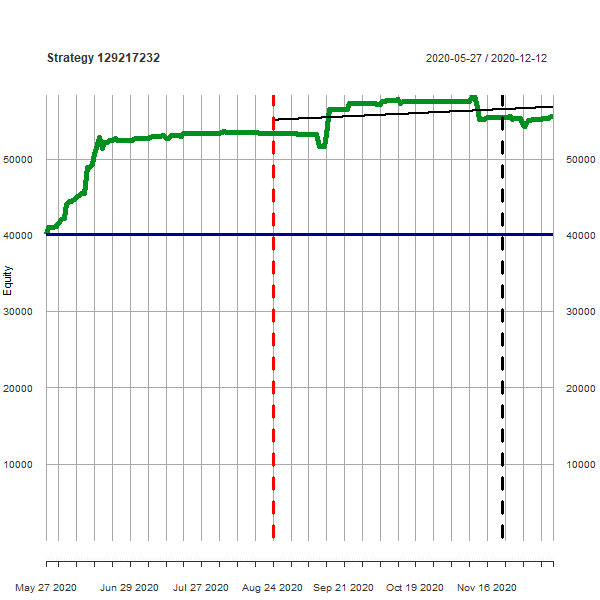 Strategy 129217232
2020-05-27 / 2020-12-12
50000
50000
40000
40000
Equity
30000
30000
20000
20000
10000
10000
May 27 2020
Jun 29 2020
Jul 27 2020
Aug 24 2020
Sep 21 2020
Oct 19 2020
Nov 16 2020